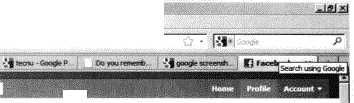 Google
tecnu - Google P...
Do you rememb...
google screensh...
Faceb
Search using Google
Home Profile Account